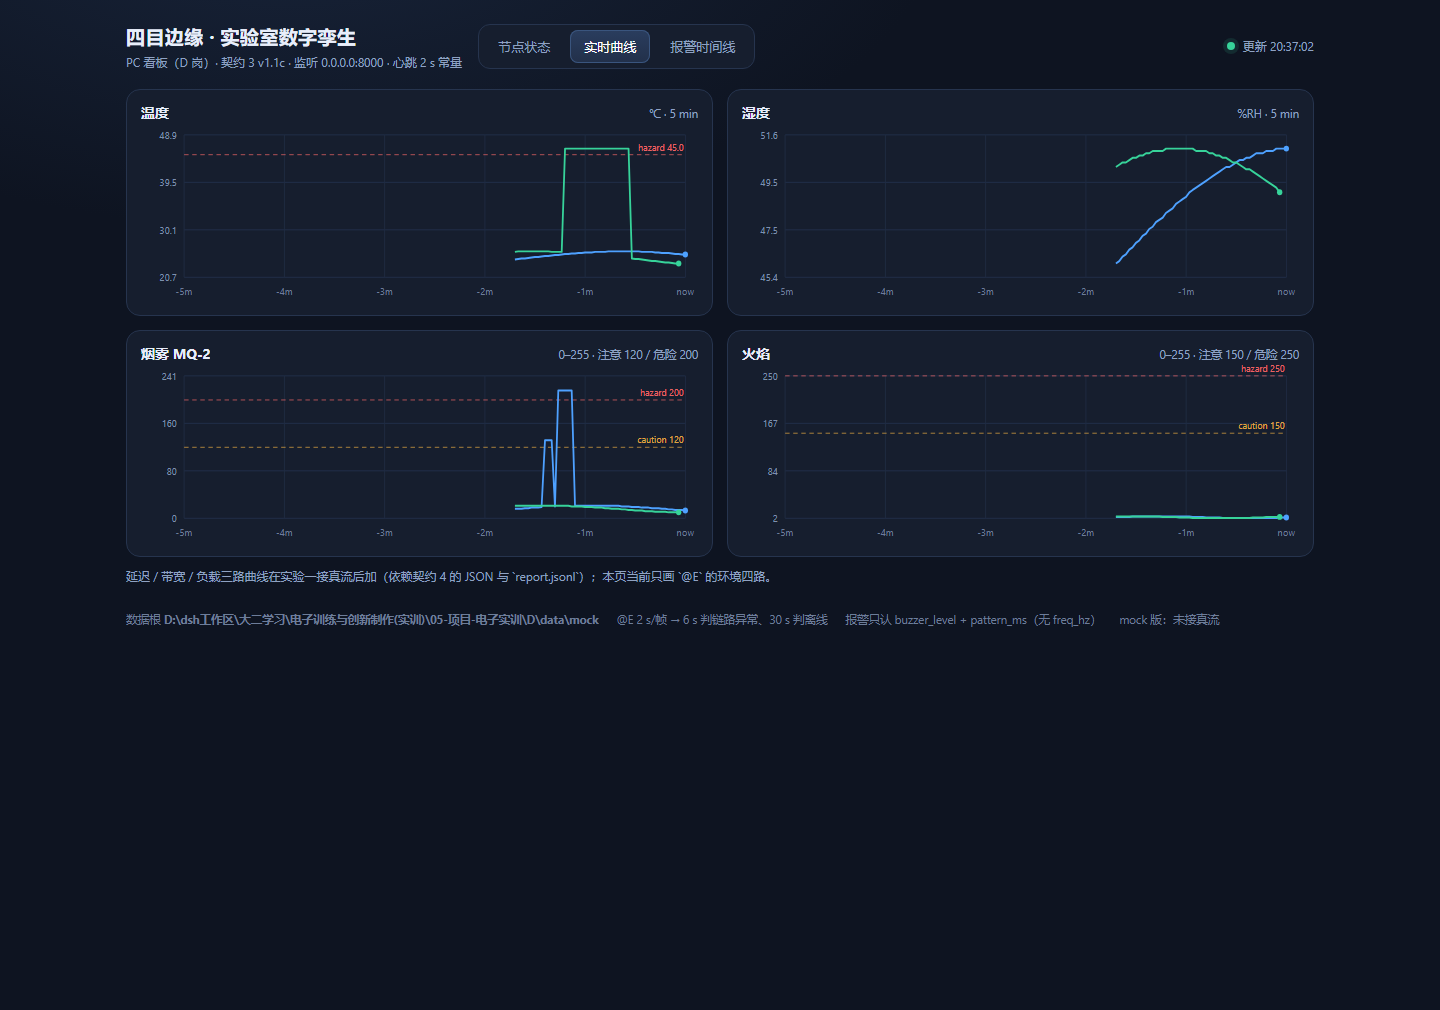 四目边缘 · 实验室数字孪生
PC 看板（D 岗）· 契约 3 v1.1c · 监听 0.0.0.0:8000 · 心跳 2 s 常量
节点状态
实时曲线
报警时间线
更新 20:37:02
温度
℃ · 5 min
48.9
39.5
30.1
20.7
hazard 45.0
-5m -4m -3m -2m -1m now
湿度
%RH · 5 min
51.6
49.5
47.5
45.4
-5m -4m -3m -2m -1m now
烟雾 MQ-2
0–255 · 注意 120 / 危险 200
241
160
80
0
hazard 200
caution 120
-5m -4m -3m -2m -1m now
火焰
0–255 · 注意 150 / 危险 250
hazard 250
250
167
84
2
caution 150
-5m -4m -3m -2m -1m now
延迟 / 带宽 / 负载三路曲线在实验一接真流后加（依赖契约 4 的 JSON 与 `report.jsonl`）；本页当前只画 `@E` 的环境四路。
数据根 D:\dsh工作区\大二学习\电子训练与创新制作(实训)\05-项目-电子实训\D\data\mock
@E 2 s/帧 → 6 s 判链路异常、30 s 判离线
报警只认 buzzer_level + pattern_ms（无 freq_hz）
mock 版：未接真流